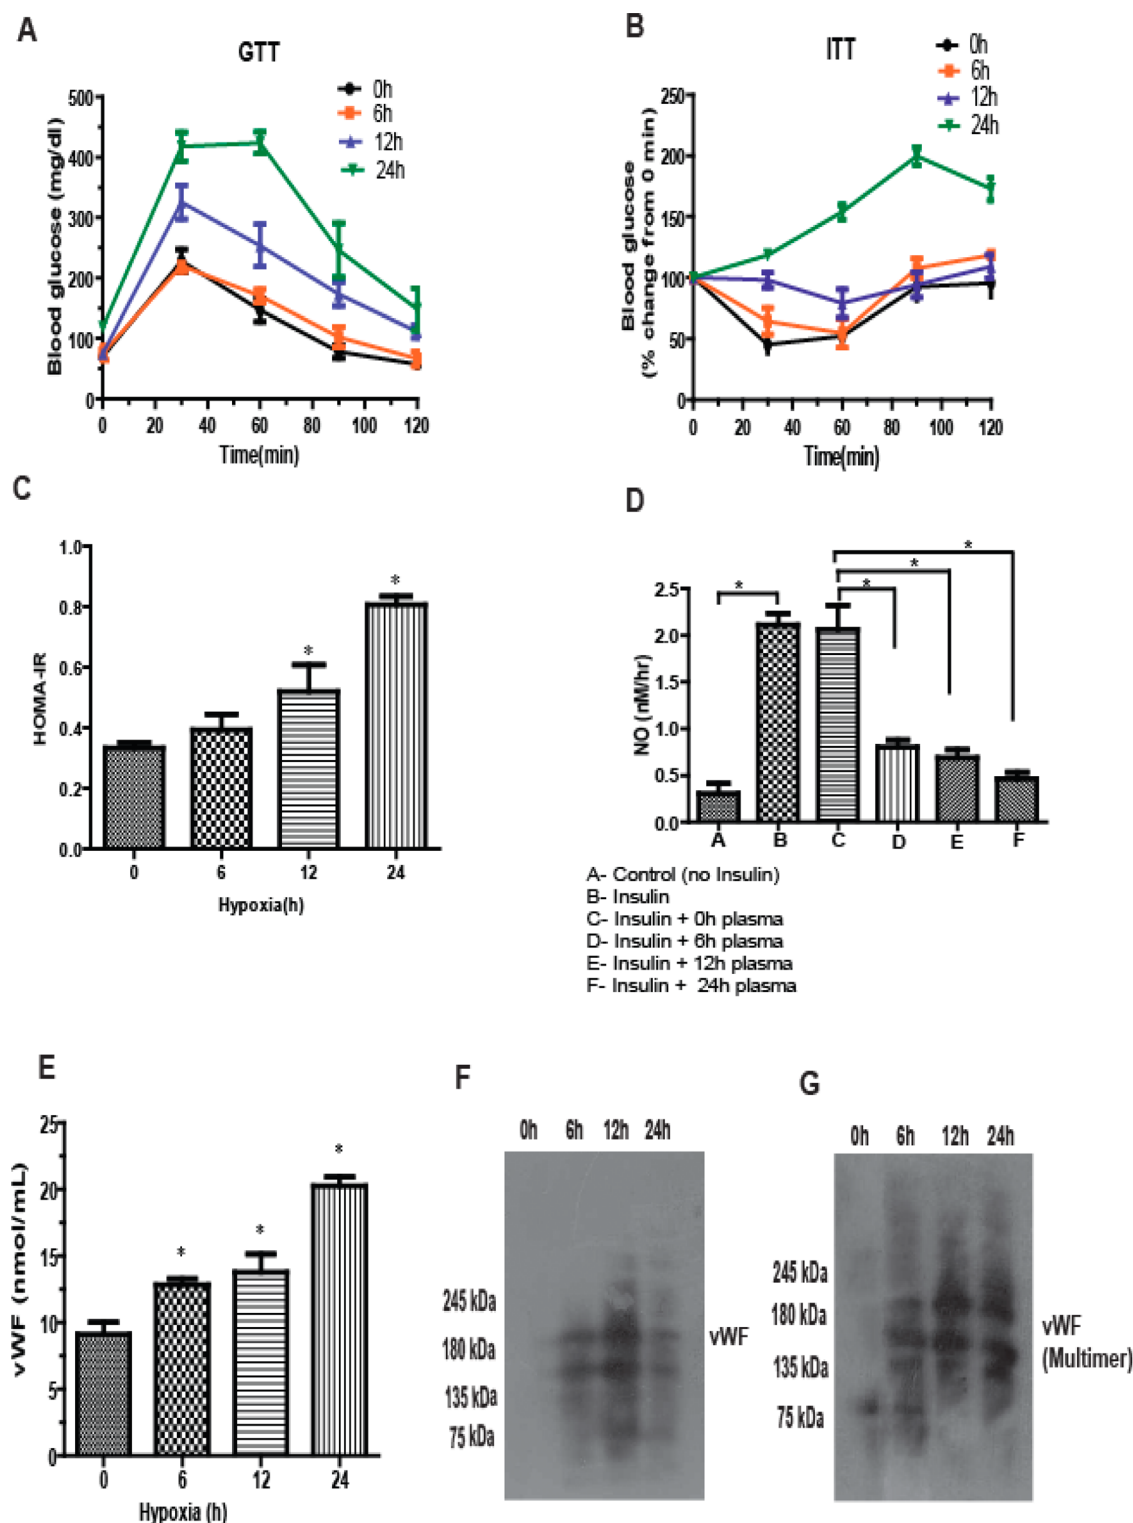 A
GTT
0h
6h
12h
24h
Blood glucose (mg/dl)
500
400
300
200
100
0
0 20 40 60 80 100 120
Time(min)
B
ITT
0h
6h
12h
24h
Blood glucose
(% change from 0 min)
250
200
150
100
50
0
0 20 40 60 80 100 120
Time(min)
C
HOMA-IR
1.0
0.8
0.6
0.4
0.2
0.0
* *
0 6 12 24
Hypoxia(h)
D
NO (nM/hr)
2.5
2.0
1.5
1.0
0.5
0.0
* * * *
A B C D E F
A- Control (no Insulin)
B- Insulin
C- Insulin + 0h plasma
D- Insulin + 6h plasma
E- Insulin + 12h plasma
F- Insulin + 24h plasma
E
vWF (nmol/mL)
25
20
15
10
5
0
* * *
0 6 12 24
Hypoxia (h)
F
0h 6h 12h 24h
245 kDa
180 kDa
135 kDa
75 kDa
vWF
G
0h 6h 12h 24h
245 kDa
180 kDa
135 kDa
75 kDa
vWF
(Multimer)